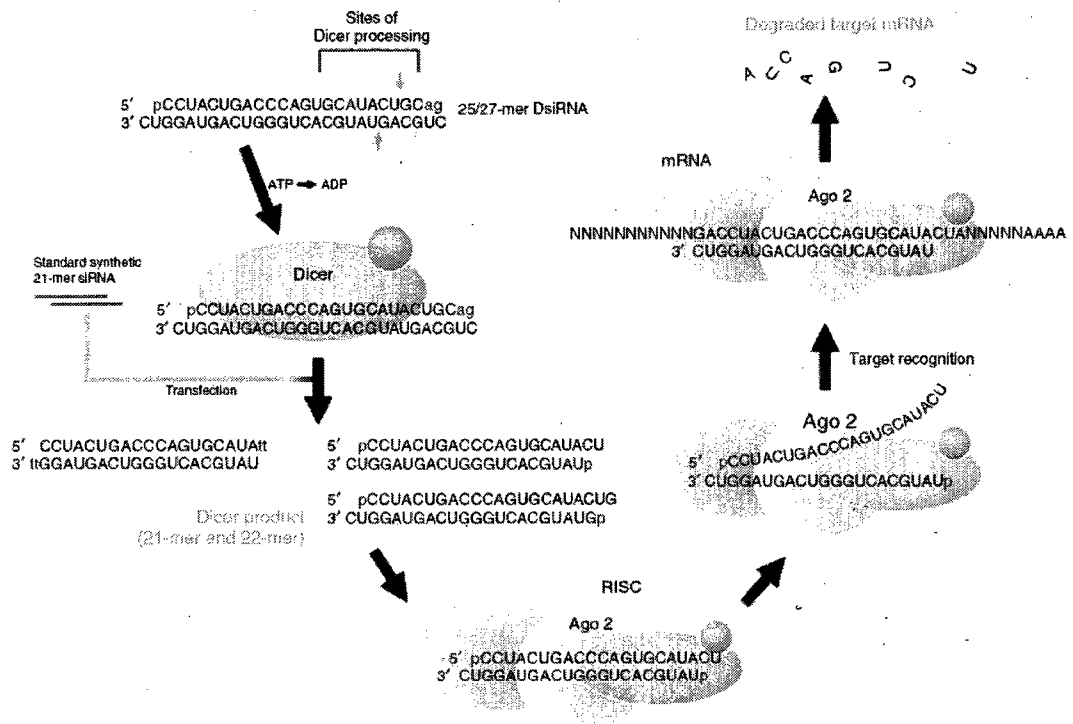 Sites of
Dicer processing
5′ pCCUACUGACCCAGUGCAUACUGCag
3′ CUGGAUGACUGGGUCACGUAUGACGUC
25/27-mer DsiRNA
ATP ADP
Standard synthetic
21-mer siRNA
Dicer
5′ pCCUACUGACCCAGUGCAUACUGCag
3′ CUGGAUGACUGGGUCACGUAUGACGUC
Transfection
5′ CCUACUGACCCAGUGCAUAtt
3′ ttGGAUGACUGGGUCACGUAU
5′ pCCUACUGACCCAGUGCAUACU
3′ CUGGAUGACUGGGUCACGUAUp
5′ pCCUACUGACCCAGUGCAUACUG
3′ CUGGAUGACUGGGUCACGUAUGp
Dicer product
(21-mer and 22-mer)
RISC
Ago 2
5′ pCCUACUGACCCAGUGCAUACU
3′ CUGGAUGACUGGGUCACGUAUp
Ago 2
5′ pCCUACUGACCCAGUGCAUACU
3′ CUGGAUGACUGGGUCACGUAUp
Target recognition
mRNA
Ago 2
NNNNNNNNNNNGACCUACUGACCCAGUGCAUACUANNNNNAAAA
3′ CUGGAUGACUGGGUCACGUAU
Degraded target mRNA
A C C A G U C U